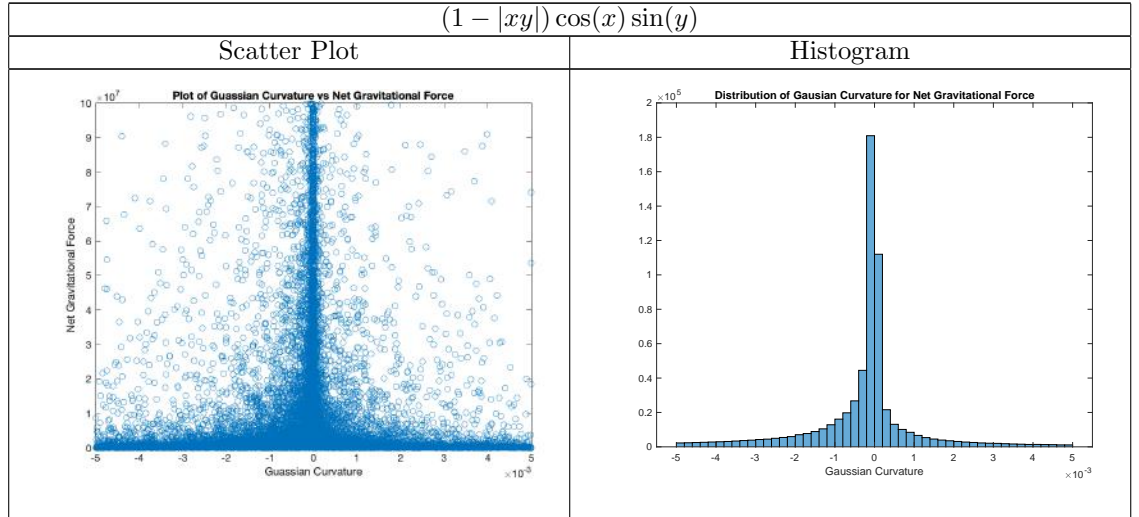 (1 − |xy|) cos(x) sin(y)
Scatter Plot
Histogram
×10⁷
Plot of Guassian Curvature vs Net Gravitational Force
10
9
8
7
6
5
4
3
2
1
0
Net Gravitational Force
-5 -4 -3 -2 -1 0 1 2 3 4 5
Guassian Curvature
×10⁻³
×10⁵
Distribution of Gausian Curvature for Net Gravitational Force
2
1.8
1.6
1.4
1.2
1
0.8
0.6
0.4
0.2
0
-5 -4 -3 -2 -1 0 1 2 3 4 5
Gaussian Curvature
×10⁻³